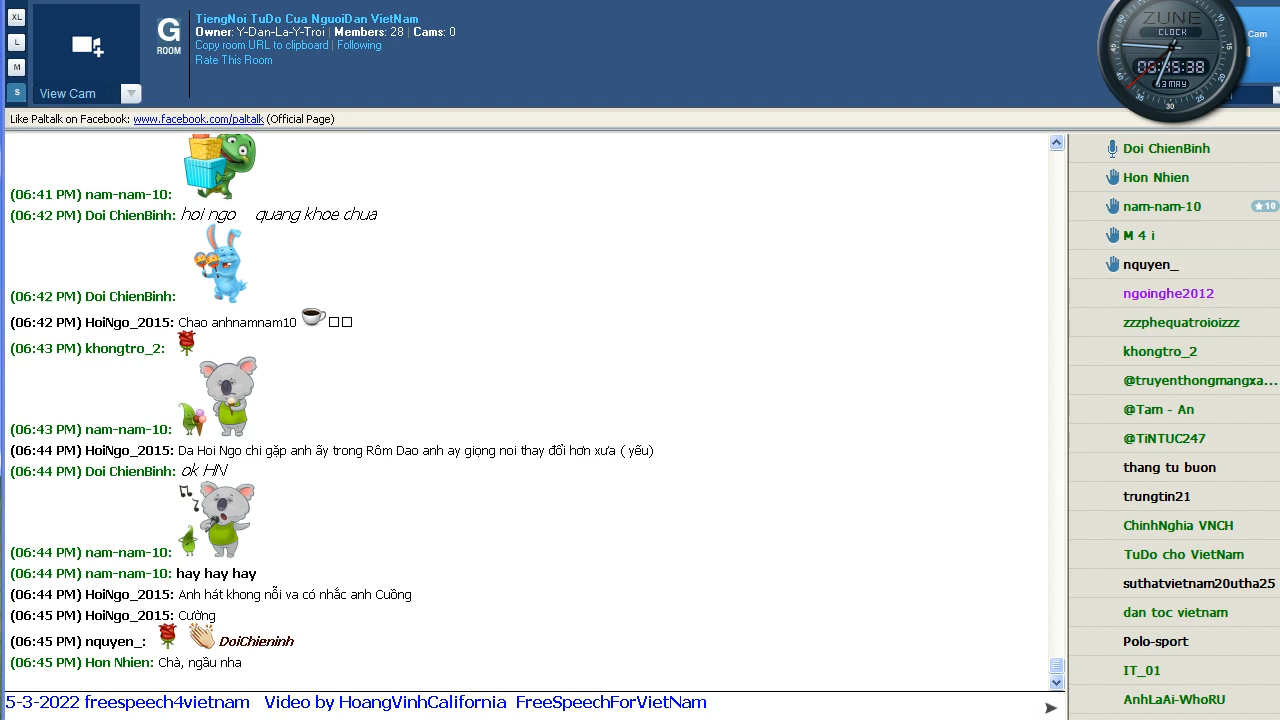 XL
L
M
S
View Cam
G
ROOM
TiengNoi TuDo Cua NguoiDan VietNam
Owner: Y-Dan-La-Y-Troi | Members: 28 | Cams: 0
Copy room URL to clipboard | Following
Rate This Room
ZUNE
CLOCK
Cam
Like Paltalk on Facebook: www.facebook.com/paltalk (Official Page)
(06:41 PM) nam-nam-10:
(06:42 PM) Doi ChienBinh: hoi ngo quang khoe chua
(06:42 PM) Doi ChienBinh:
(06:42 PM) HoiNgo_2015: Chao anhnamnam10
(06:43 PM) khongtro_2:
(06:43 PM) nam-nam-10:
(06:44 PM) HoiNgo_2015: Da Hoi Ngo chi gặp anh ấy trong Rôm Dao anh ay giọng noi thay đổi hơn xưa ( yếu)
(06:44 PM) Doi ChienBinh: ok HN
(06:44 PM) nam-nam-10:
(06:44 PM) nam-nam-10: hay hay hay
(06:44 PM) HoiNgo_2015: Anh hát khong nỗi va có nhắc anh Cuồng
(06:45 PM) HoiNgo_2015: Cường
(06:45 PM) nquyen_: DoiChieninh
(06:45 PM) Hon Nhien: Chà, ngầu nha
Doi ChienBinh
Hon Nhien
nam-nam-10
10
M 4 i
nquyen_
ngoinghe2012
zzzphequatroioizzz
khongtro_2
@truyenthongmangxa...
@Tam - An
@TiNTUC247
thang tu buon
trungtin21
ChinhNghia VNCH
TuDo cho VietNam
suthatvietnam20utha25
dan toc vietnam
Polo-sport
IT_01
AnhLaAi-WhoRU
5-3-2022 freespeech4vietnam Video by HoangVinhCalifornia FreeSpeechForVietNam